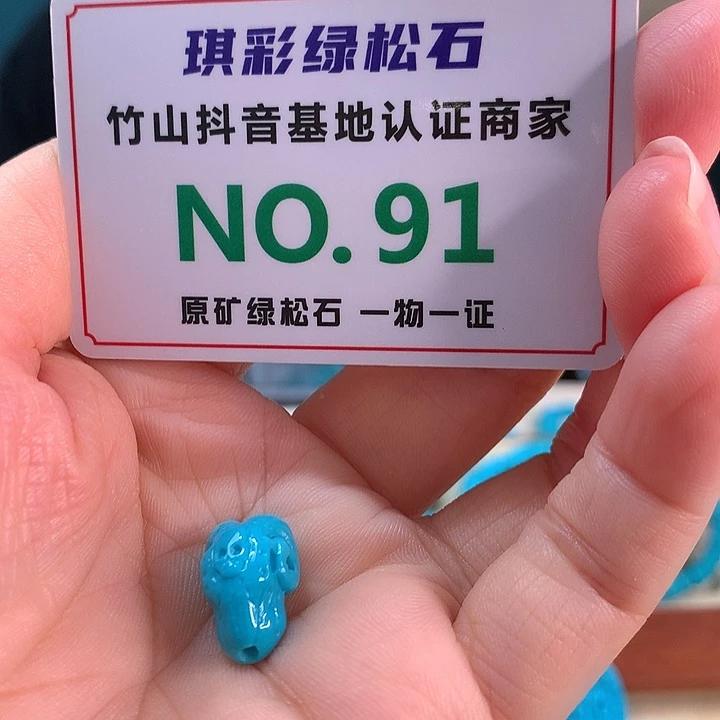 琪彩绿松石
竹山抖音基地认证商家
NO.91
原矿绿松石 一物一证